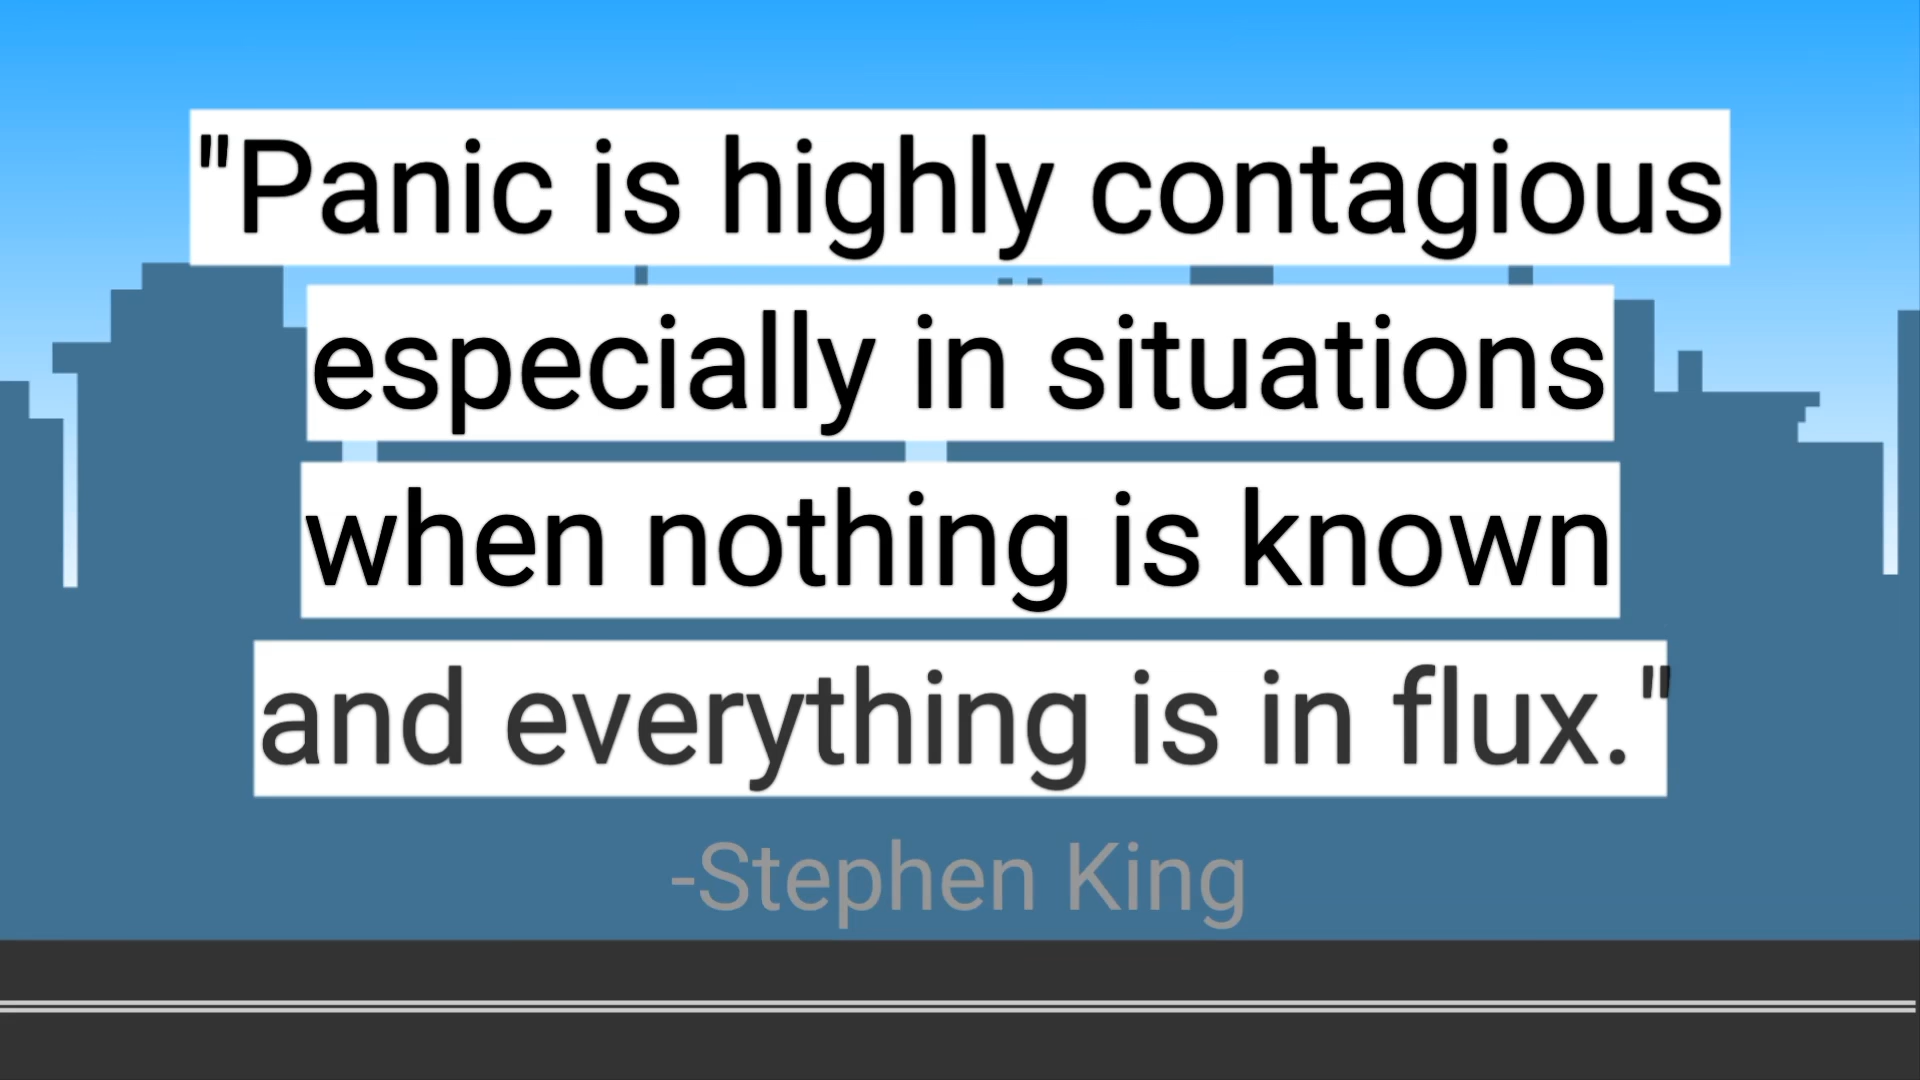 "Panic is highly contagious
especially in situations
when nothing is known
and everything is in flux."
-Stephen King